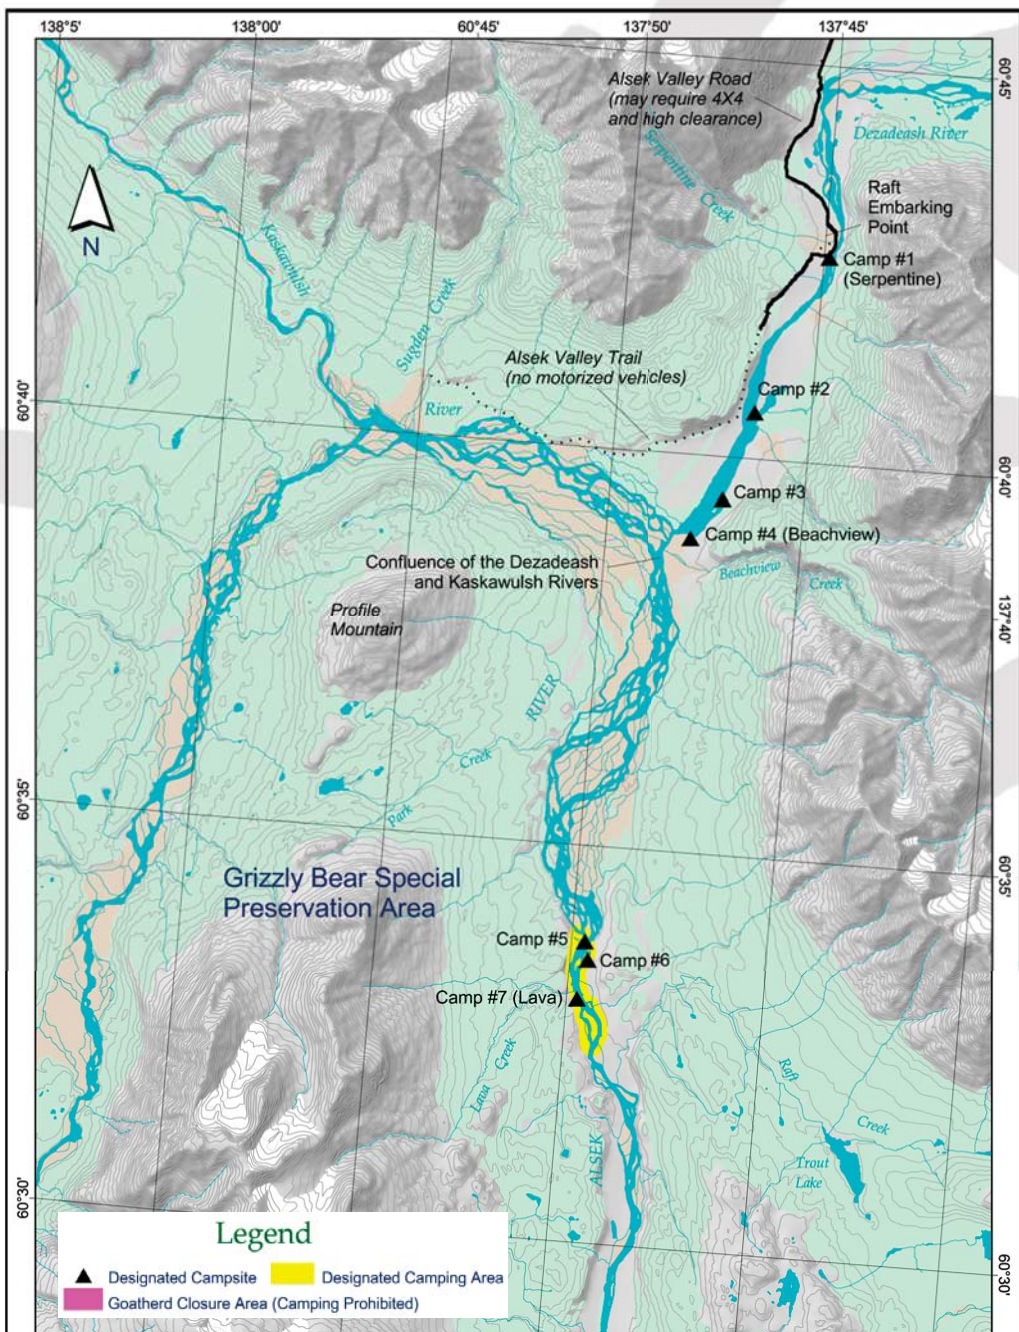 138°5'
138°00'
60°45'
137°50'
137°45'
60°45'
Alsek Valley Road
(may require 4X4
and high clearance)
Dezadeash River
Serpentine Creek
Raft
Embarking
Point
N
Kaskawulsh
Camp #1
(Serpentine)
Sugden Creek
Alsek Valley Trail
(no motorized vehicles)
60°40'
River
Camp #2
60°40'
Camp #3
Camp #4 (Beachview)
Confluence of the Dezadeash
and Kaskawulsh Rivers
Beachview
Creek
Profile
Mountain
137°40'
RIVER
Creek
Park
60°35'
Grizzly Bear Special
Preservation Area
60°35'
Camp #5
Camp #6
Camp #7 (Lava)
Lava Creek
Raft
Creek
ALSEK
Trout
Lake
60°30'
60°30'
Legend
Designated Campsite
Designated Camping Area
Goatherd Closure Area (Camping Prohibited)